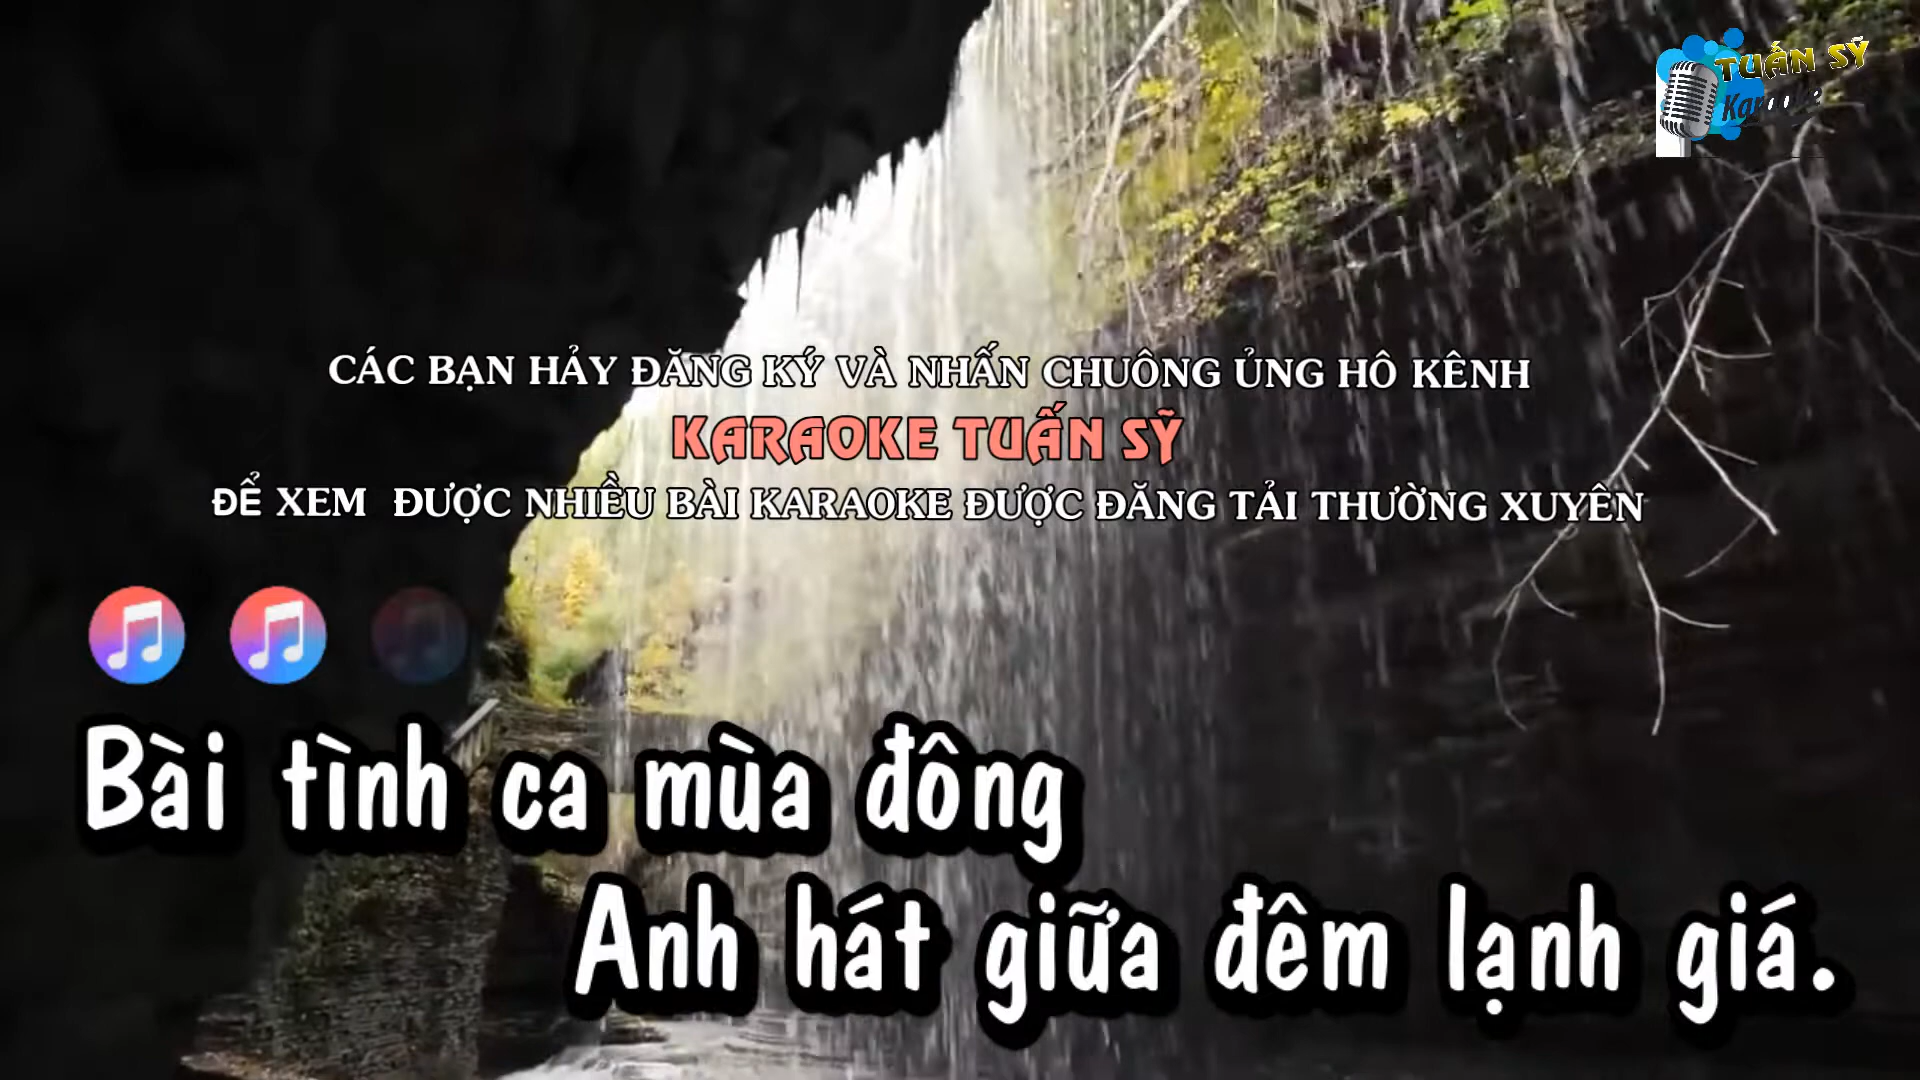 TUẤN SỸ
Karaoke
CÁC BẠN HẢY ĐĂNG KÝ VÀ NHẤN CHUÔNG ỦNG HÔ KÊNH
KARAOKE TUẤN SỸ
ĐỂ XEM ĐƯỢC NHIỀU BÀI KARAOKE ĐƯỢC ĐĂNG TẢI THƯỜNG XUYÊN
Bài tình ca mùa đông
Anh hát giữa đêm lạnh giá.